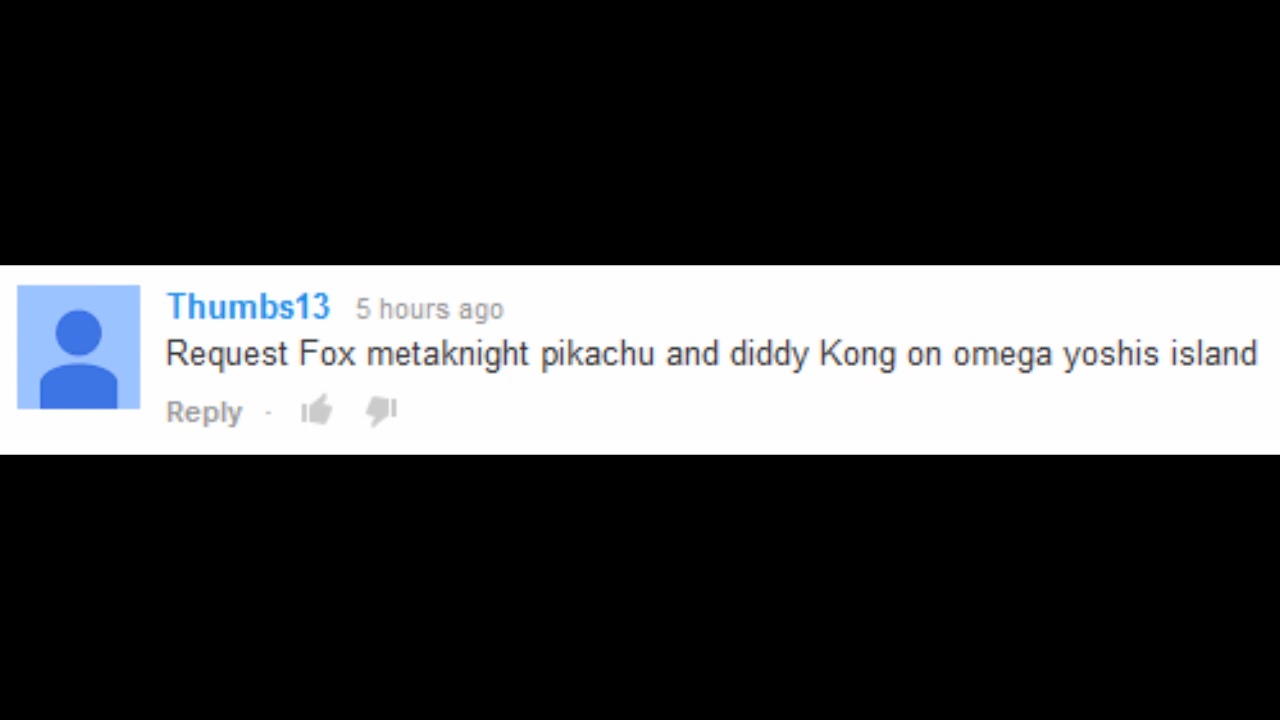 Thumbs13 5 hours ago
Request Fox metaknight pikachu and diddy Kong on omega yoshis island
Reply ·